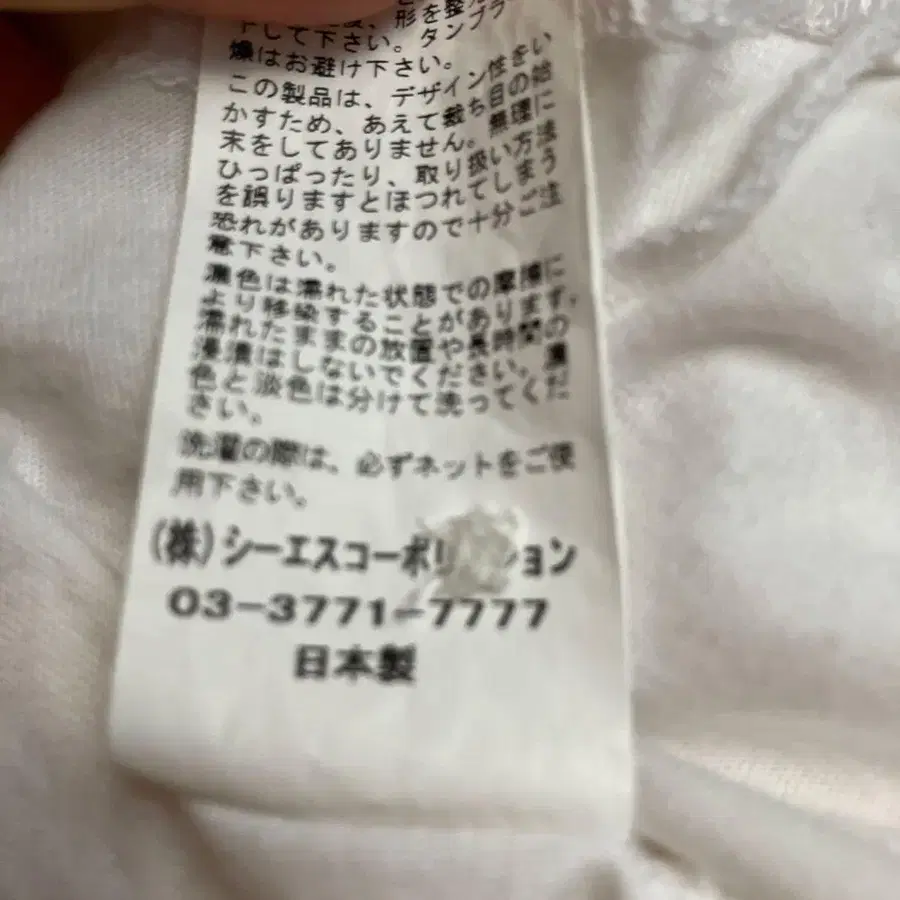 形を整え
干して下さい。タンブラ
燥はお避け下さい。
この製品は、デザイン性をい
かすため、あえて裁ち目の始
末をしてありません。無理に
ひっぱったり、取り扱い方法
を誤りますとほつれてしまう
恐れがありますので十分ご注
意下さい。
濃色は濡れた状態での摩擦に
より移染することがあります。
濡れたままの放置や長時間の
浸漬はしないでください。濃
色と淡色は分けて洗ってくだ
さい。
洗濯の際は、必ずネットをご使
用下さい。
(株)シーエスコーポ ョン
03-3771-7777
日本製